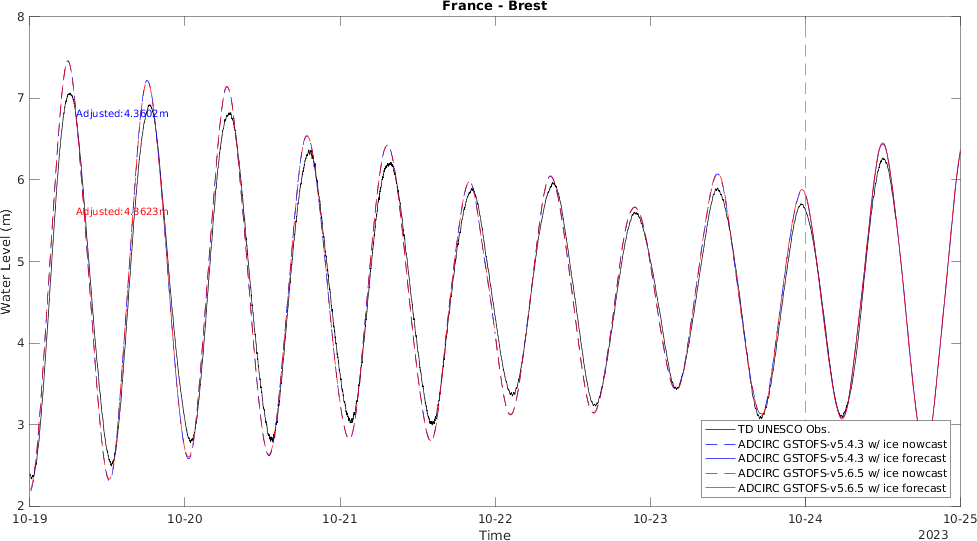 France - Brest
8
7
6
5
4
3
2
Water Level (m)
Adjusted:4.3602m
Adjusted:4.3623m
TD UNESCO Obs.
ADCIRC GSTOFS-v5.4.3 w/ ice nowcast
ADCIRC GSTOFS-v5.4.3 w/ ice forecast
ADCIRC GSTOFS-v5.6.5 w/ ice nowcast
ADCIRC GSTOFS-v5.6.5 w/ ice forecast
10-19 10-20 10-21 10-22 10-23 10-24 10-25
Time
2023